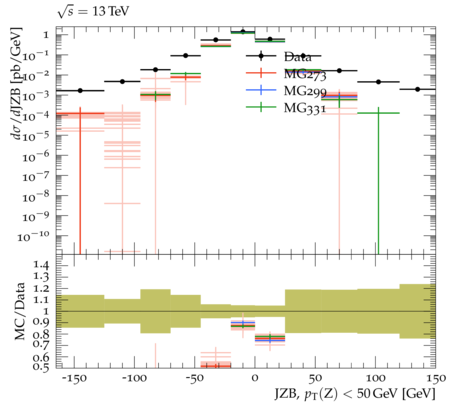 √s = 13 TeV
dσ/dJZB [pb/GeV]
1
10⁻¹
10⁻²
10⁻³
10⁻⁴
10⁻⁵
10⁻⁶
10⁻⁷
10⁻⁸
10⁻⁹
10⁻¹⁰
Data
MG273
MG299
MG331
MC/Data
1.4
1.3
1.2
1.1
1
0.9
0.8
0.7
0.6
0.5
-150 -100 -50 0 50 100 150
JZB, pT(Z) < 50 GeV [GeV]